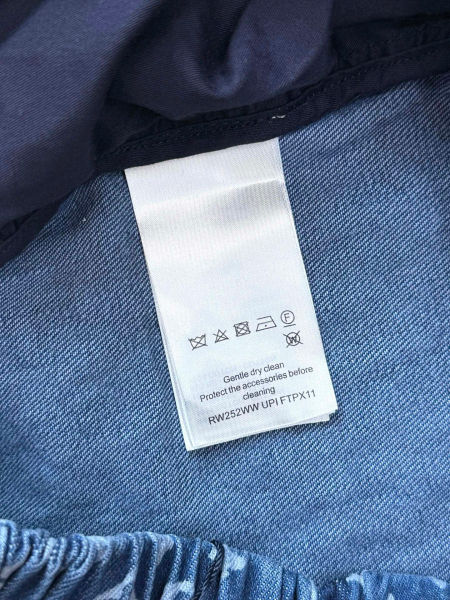 F
W
Gentle dry clean
Protect the accessories before
cleaning
RW252WW UPI FTPX11